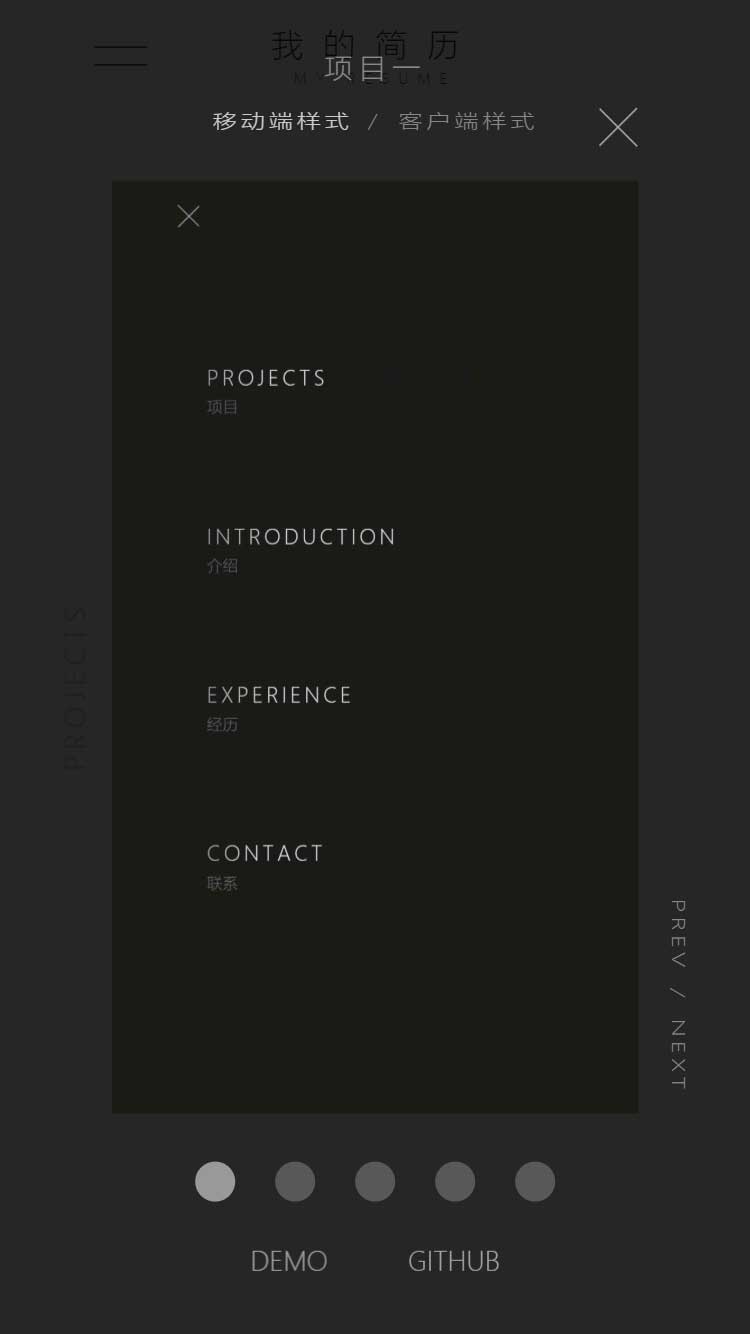 我的简历
MY RESUME
项目一
移动端样式 / 客户端样式
PROJECTS
项目
INTRODUCTION
介绍
EXPERIENCE
经历
CONTACT
联系
PROJECTS
PREV / NEXT
DEMO GITHUB